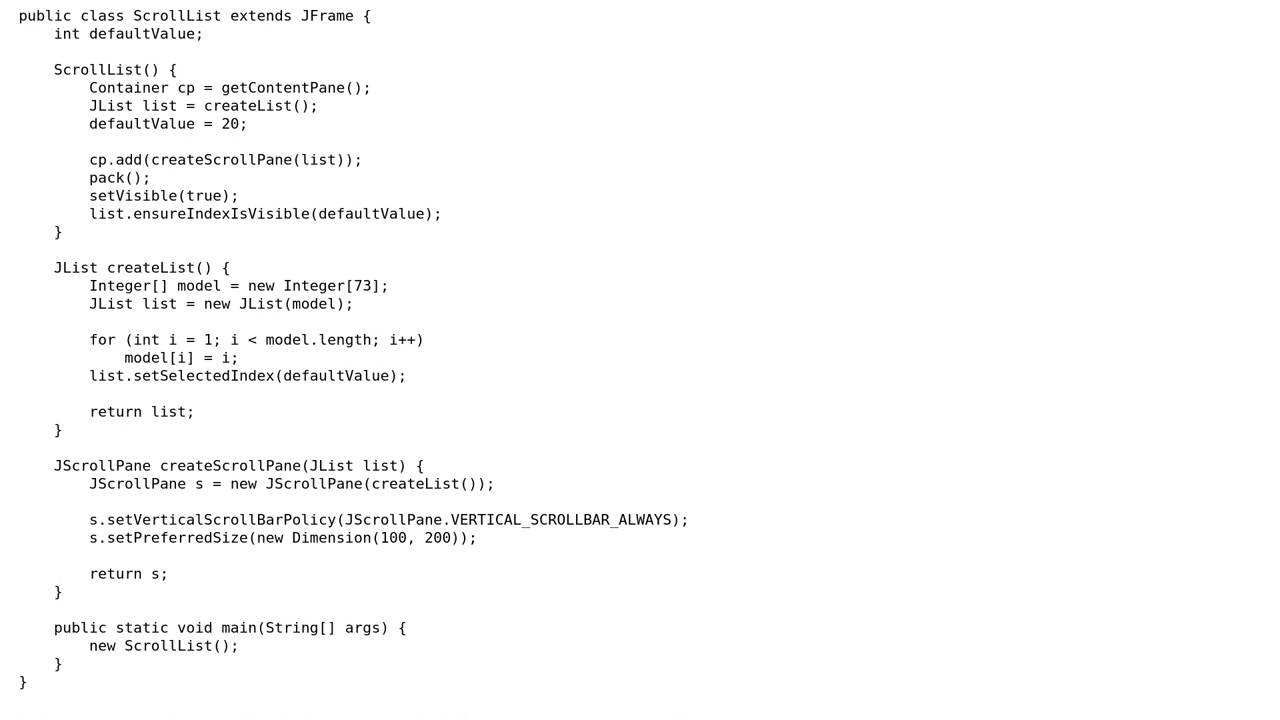 public class ScrollList extends JFrame {
    int defaultValue;

    ScrollList() {
        Container cp = getContentPane();
        JList list = createList();
        defaultValue = 20;

        cp.add(createScrollPane(list));
        pack();
        setVisible(true);
        list.ensureIndexIsVisible(defaultValue);
    }

    JList createList() {
        Integer[] model = new Integer[73];
        JList list = new JList(model);

        for (int i = 1; i < model.length; i++)
            model[i] = i;
        list.setSelectedIndex(defaultValue);

        return list;
    }

    JScrollPane createScrollPane(JList list) {
        JScrollPane s = new JScrollPane(createList());

        s.setVerticalScrollBarPolicy(JScrollPane.VERTICAL_SCROLLBAR_ALWAYS);
        s.setPreferredSize(new Dimension(100, 200));

        return s;
    }

    public static void main(String[] args) {
        new ScrollList();
    }
}